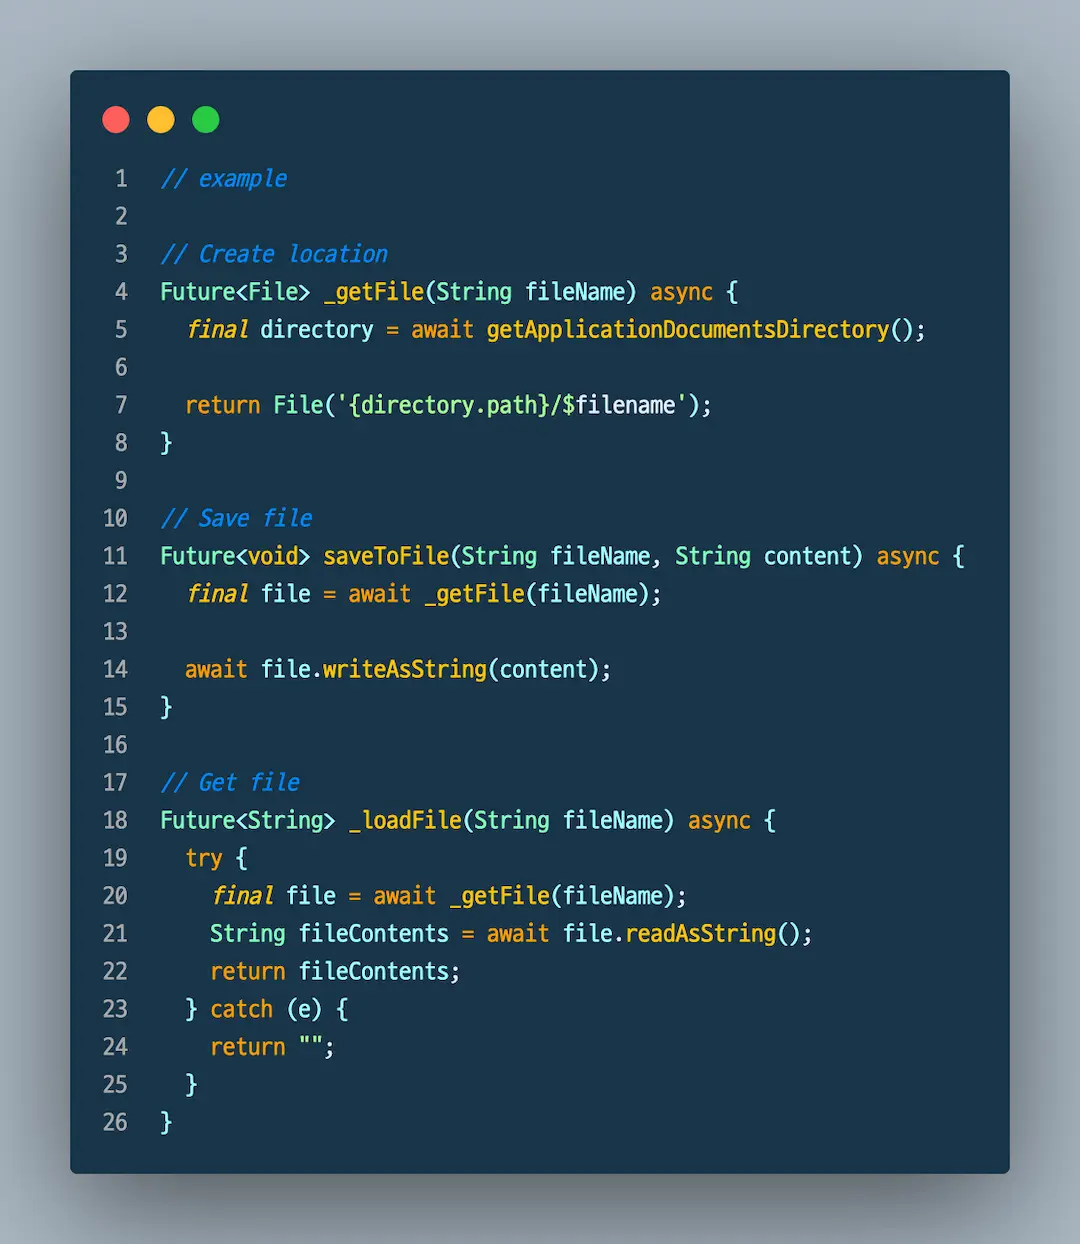 1 // example
2
3 // Create location
4 Future<File> _getFile(String fileName) async {
5   final directory = await getApplicationDocumentsDirectory();
6
7   return File('{directory.path}/$filename');
8 }
9
10 // Save file
11 Future<void> saveToFile(String fileName, String content) async {
12   final file = await _getFile(fileName);
13
14   await file.writeAsString(content);
15 }
16
17 // Get file
18 Future<String> _loadFile(String fileName) async {
19   try {
20     final file = await _getFile(fileName);
21     String fileContents = await file.readAsString();
22     return fileContents;
23   } catch (e) {
24     return "";
25   }
26 }